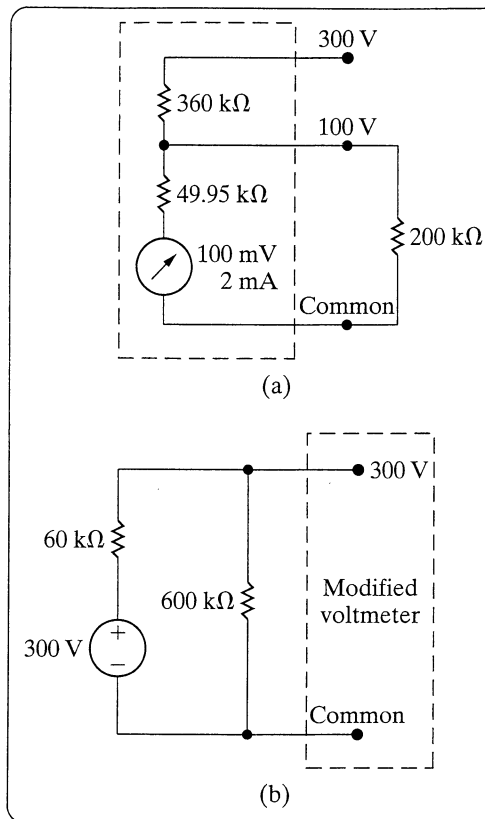 300 V
360 kΩ
100 V
49.95 kΩ
200 kΩ
100 mV
2 mA
Common
(a)
300 V
60 kΩ
600 kΩ
Modified
voltmeter
300 V
+
−
Common
(b)